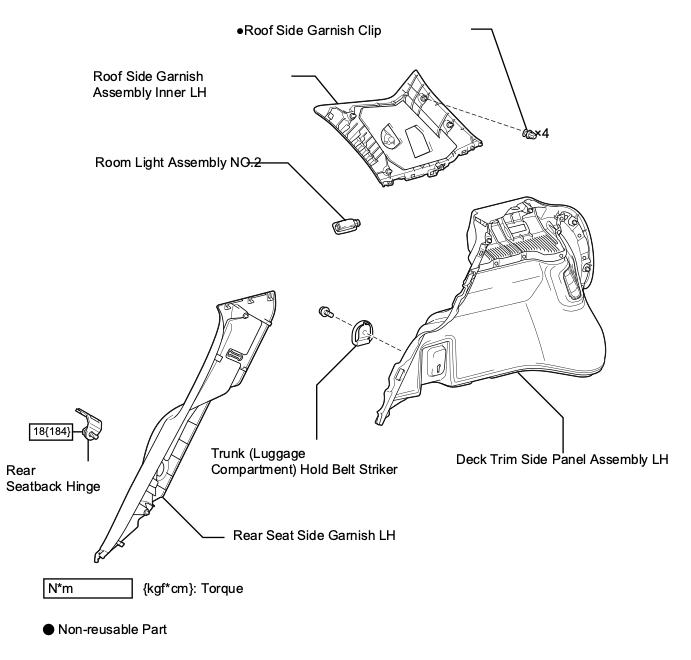 ●Roof Side Garnish Clip
Roof Side Garnish
Assembly Inner LH
×4
Room Light Assembly NO.2
18{184}
Rear
Seatback Hinge
Trunk (Luggage
Compartment) Hold Belt Striker
Deck Trim Side Panel Assembly LH
Rear Seat Side Garnish LH
N*m {kgf*cm}: Torque
● Non-reusable Part